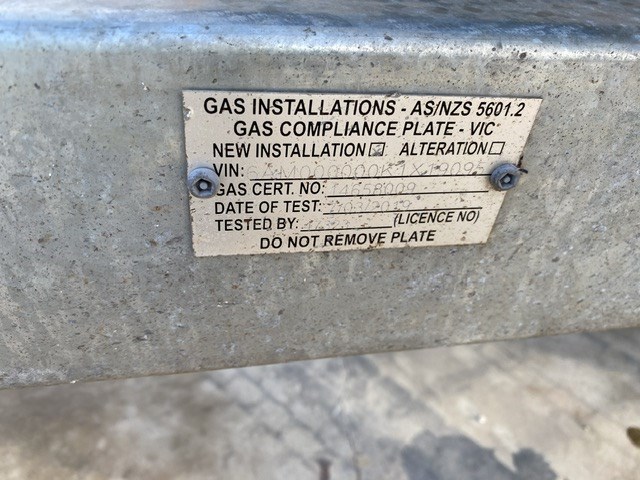 GAS INSTALLATIONS - AS/NZS 5601.2
GAS COMPLIANCE PLATE - VIC
NEW INSTALLATION ALTERATION
VIN:
GAS CERT. NO:
DATE OF TEST:
TESTED BY: (LICENCE NO)
DO NOT REMOVE PLATE